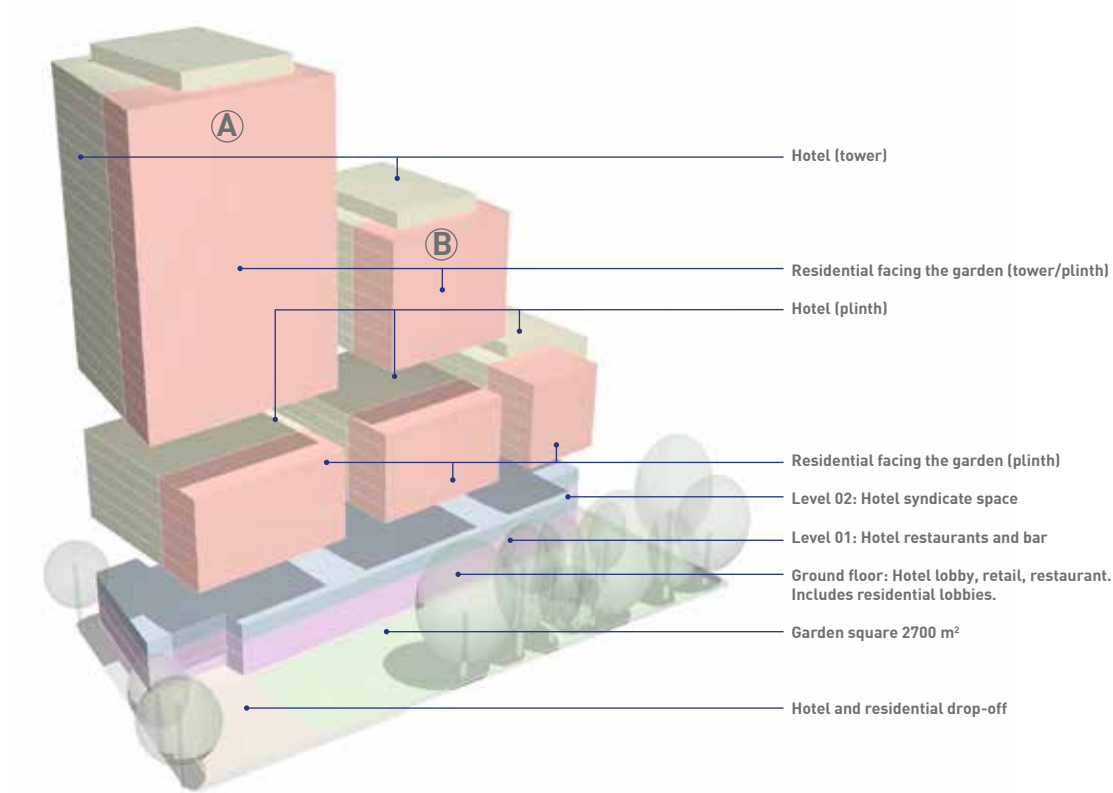 A
Hotel (tower)
B
Residential facing the garden (tower/plinth)
Hotel (plinth)
Residential facing the garden (plinth)
Level 02: Hotel syndicate space
Level 01: Hotel restaurants and bar
Ground floor: Hotel lobby, retail, restaurant.
Includes residential lobbies.
Garden square 2700 m²
Hotel and residential drop-off